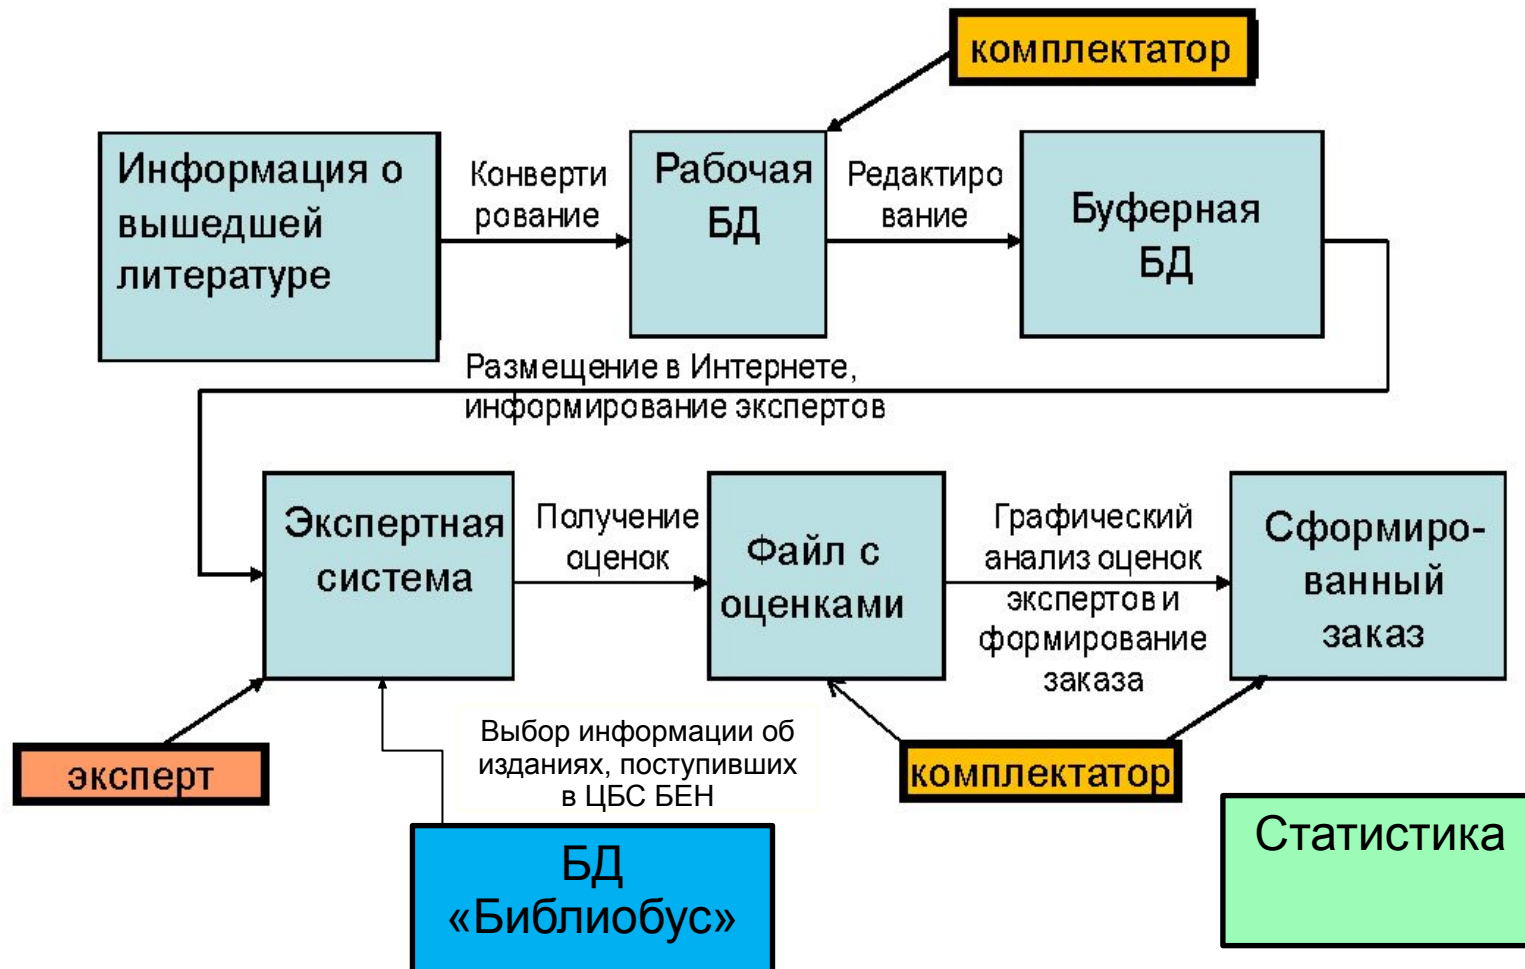 комплектатор
Информация о
вышедшей
литературе
Конверти
рование
Рабочая
БД
Редактиро
вание
Буферная
БД
Размещение в Интернете,
информирование экспертов
Экспертная
система
Получение
оценок
Файл с
оценками
Графический
анализ оценок
экспертов и
формирование
заказа
Сформиро-
ванный
заказ
эксперт
Выбор информации об
изданиях, поступивших
в ЦБС БЕН
комплектатор
БД
«Библиобус»
Статистика